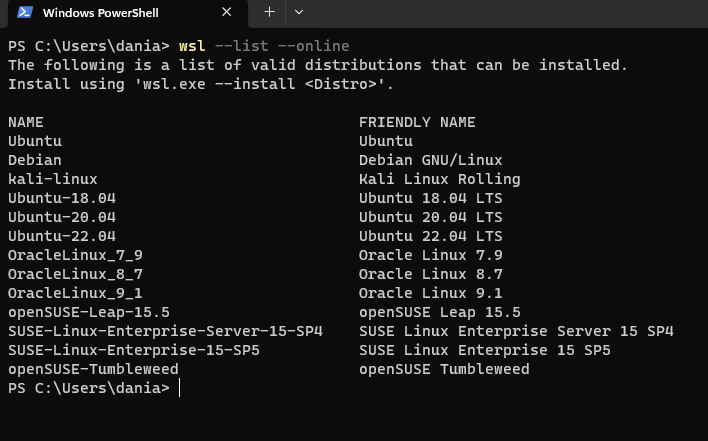 Windows PowerShell
PS C:\Users\dania> wsl --list --online
The following is a list of valid distributions that can be installed.
Install using 'wsl.exe --install <Distro>'.
NAME FRIENDLY NAME
Ubuntu Ubuntu
Debian Debian GNU/Linux
kali-linux Kali Linux Rolling
Ubuntu-18.04 Ubuntu 18.04 LTS
Ubuntu-20.04 Ubuntu 20.04 LTS
Ubuntu-22.04 Ubuntu 22.04 LTS
OracleLinux_7_9 Oracle Linux 7.9
OracleLinux_8_7 Oracle Linux 8.7
OracleLinux_9_1 Oracle Linux 9.1
openSUSE-Leap-15.5 openSUSE Leap 15.5
SUSE-Linux-Enterprise-Server-15-SP4 SUSE Linux Enterprise Server 15 SP4
SUSE-Linux-Enterprise-15-SP5 SUSE Linux Enterprise 15 SP5
openSUSE-Tumbleweed openSUSE Tumbleweed
PS C:\Users\dania>